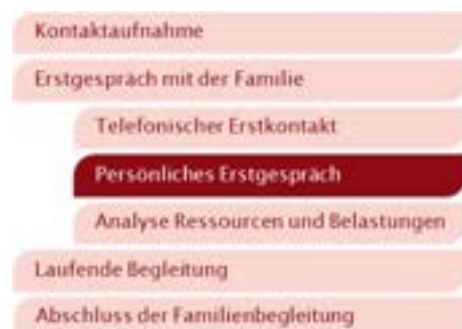 Kontaktaufnahme
Erstgespräch mit der Familie
Telefonischer Erstkontakt
Persönliches Erstgespräch
Analyse Ressourcen und Belastungen
Laufende Begleitung
Abschluss der Familienbegleitung